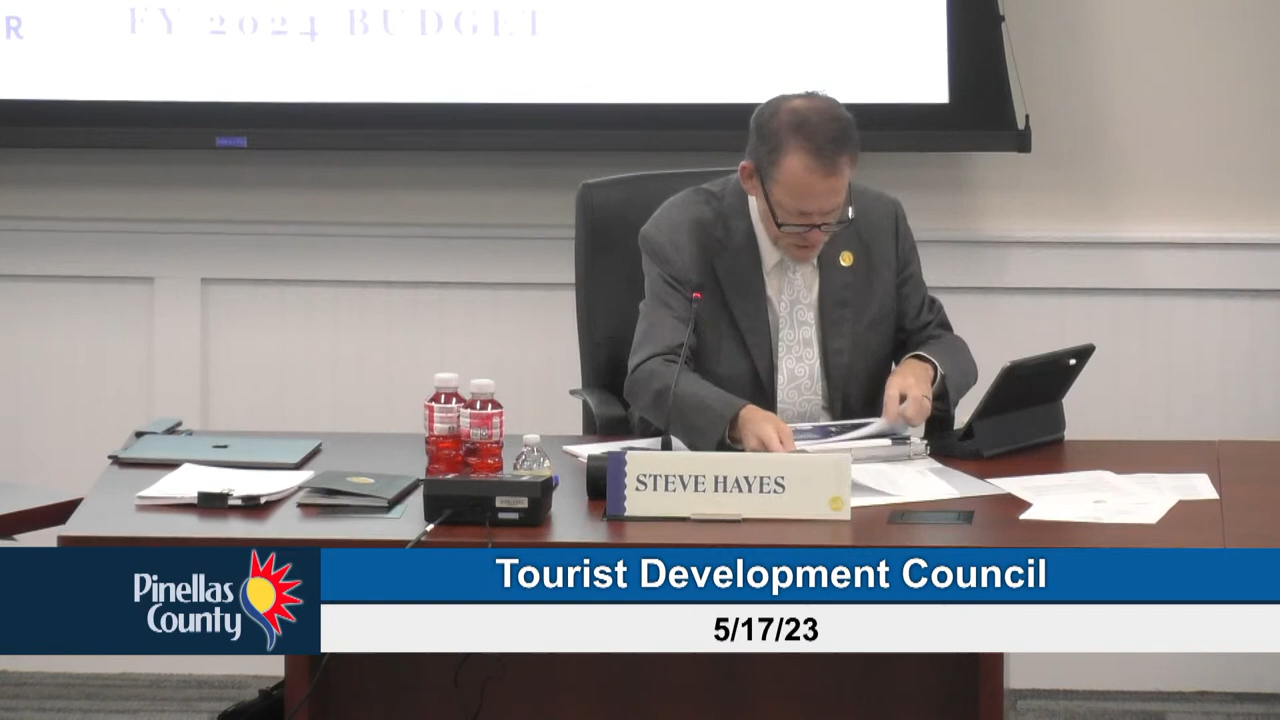 R
FY 2024 BUDGET
STEVE HAYES
Pinellas
County
Tourist Development Council
5/17/23